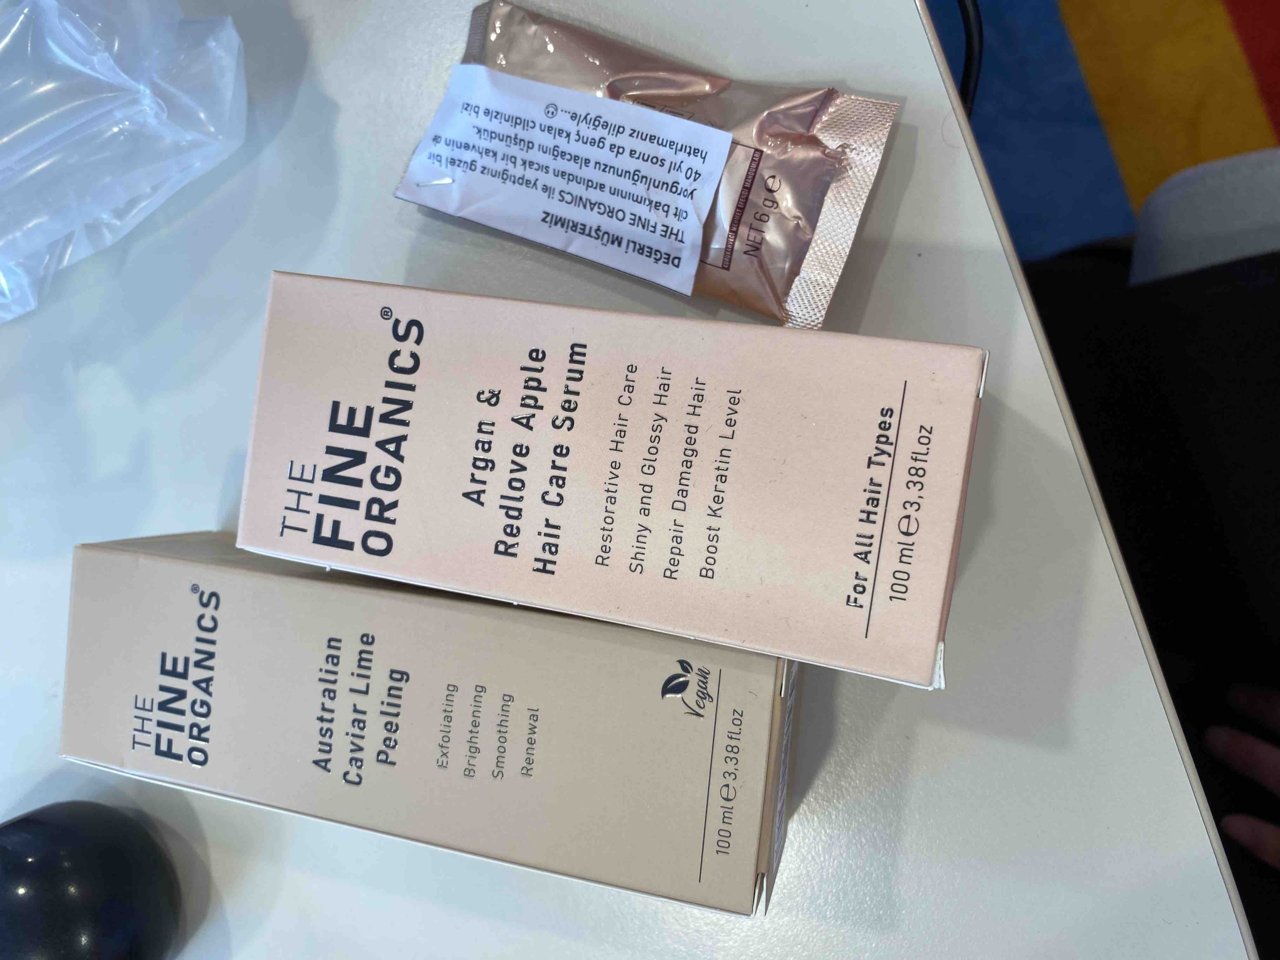 THE
FINE
ORGANICS®
Australian
Caviar Lime
Peeling
Exfoliating
Brightening
Smoothing
Renewal
Vegan
100 ml ℮ 3,38 fl.oz
THE
FINE
ORGANICS®
Argan &
Redlove Apple
Hair Care Serum
Restorative Hair Care
Shiny and Glossy Hair
Repair Damaged Hair
Boost Keratin Level
For All Hair Types
100 ml ℮ 3,38 fl.oz
DEĞERLİ MÜŞTERİMİZ
THE FINE ORGANICS ile yaptığınız güzel bir
cilt bakımının ardından sıcak bir kahvenin de
yorgunluğunuzu alacağını düşündük.
40 yıl sonra da genç kalan cildinizle bizi
hatırlamanız dileğiyle...☺
NET 6 g ℮